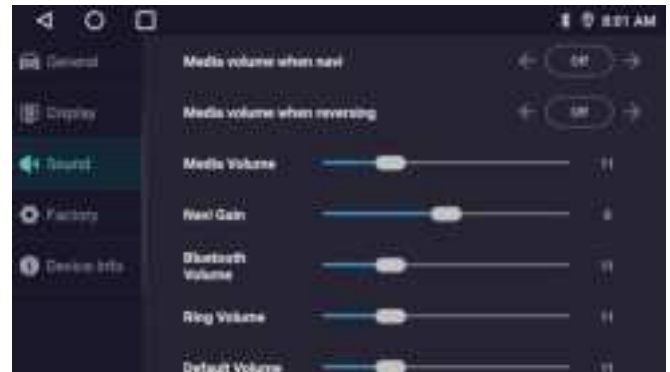 8:01 AM
General
Media volume when navi
Off
Display
Media volume when reversing
Off
Sound
Media Volume
11
Factory
Navi Gain
Device Info
Bluetooth
Volume
11
Ring Volume
11
Default Volume
11